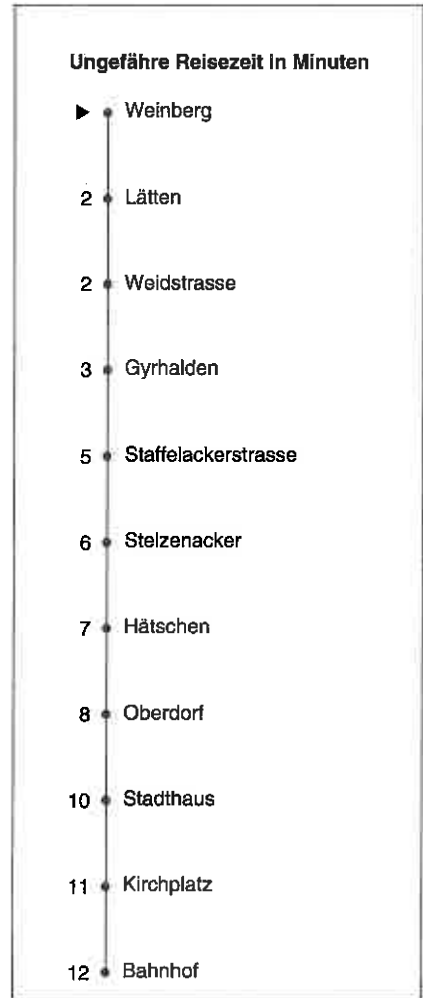 Ungefähre Reisezeit in Minuten
Weinberg
2 Lätten
2 Weidstrasse
3 Gyrhalden
5 Staffelackerstrasse
6 Stelzenacker
7 Hätschen
8 Oberdorf
10 Stadthaus
11 Kirchplatz
12 Bahnhof